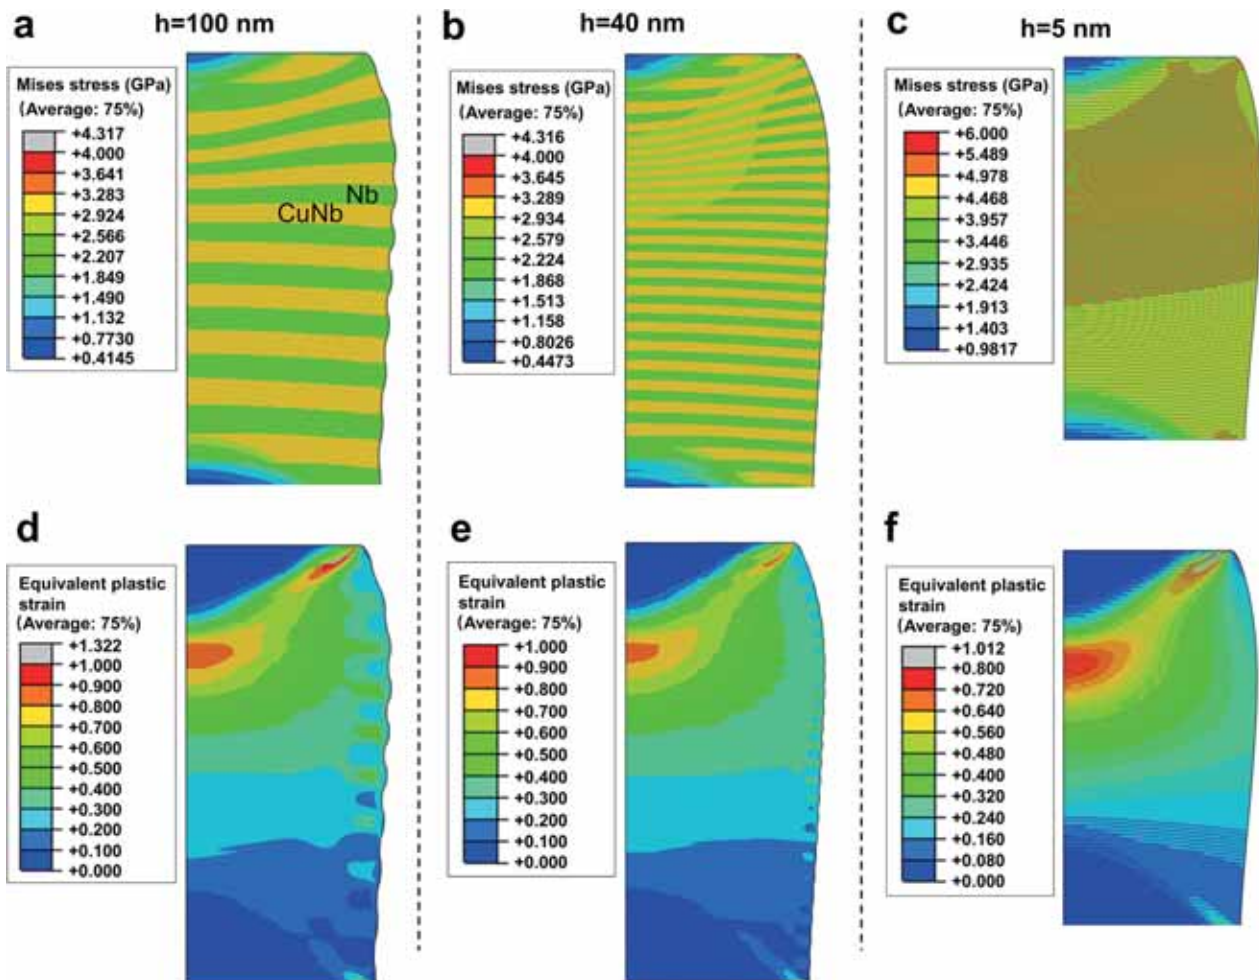 a
h=100 nm
Mises stress (GPa)
(Average: 75%)
+4.317
+4.000
+3.641
+3.283
+2.924
+2.566
+2.207
+1.849
+1.490
+1.132
+0.7730
+0.4145
Nb
CuNb
b
h=40 nm
Mises stress (GPa)
(Average: 75%)
+4.316
+4.000
+3.645
+3.289
+2.934
+2.579
+2.224
+1.868
+1.513
+1.158
+0.8026
+0.4473
c
h=5 nm
Mises stress (GPa)
(Average: 75%)
+6.000
+5.489
+4.978
+4.468
+3.957
+3.446
+2.935
+2.424
+1.913
+1.403
+0.9817
d
Equivalent plastic
strain
(Average: 75%)
+1.322
+1.000
+0.900
+0.800
+0.700
+0.600
+0.500
+0.400
+0.300
+0.200
+0.100
+0.000
e
Equivalent plastic
strain
(Average: 75%)
+1.000
+0.900
+0.800
+0.700
+0.600
+0.500
+0.400
+0.300
+0.200
+0.100
+0.000
f
Equivalent plastic
strain
(Average: 75%)
+1.012
+0.800
+0.720
+0.640
+0.560
+0.480
+0.400
+0.320
+0.240
+0.160
+0.080
+0.000